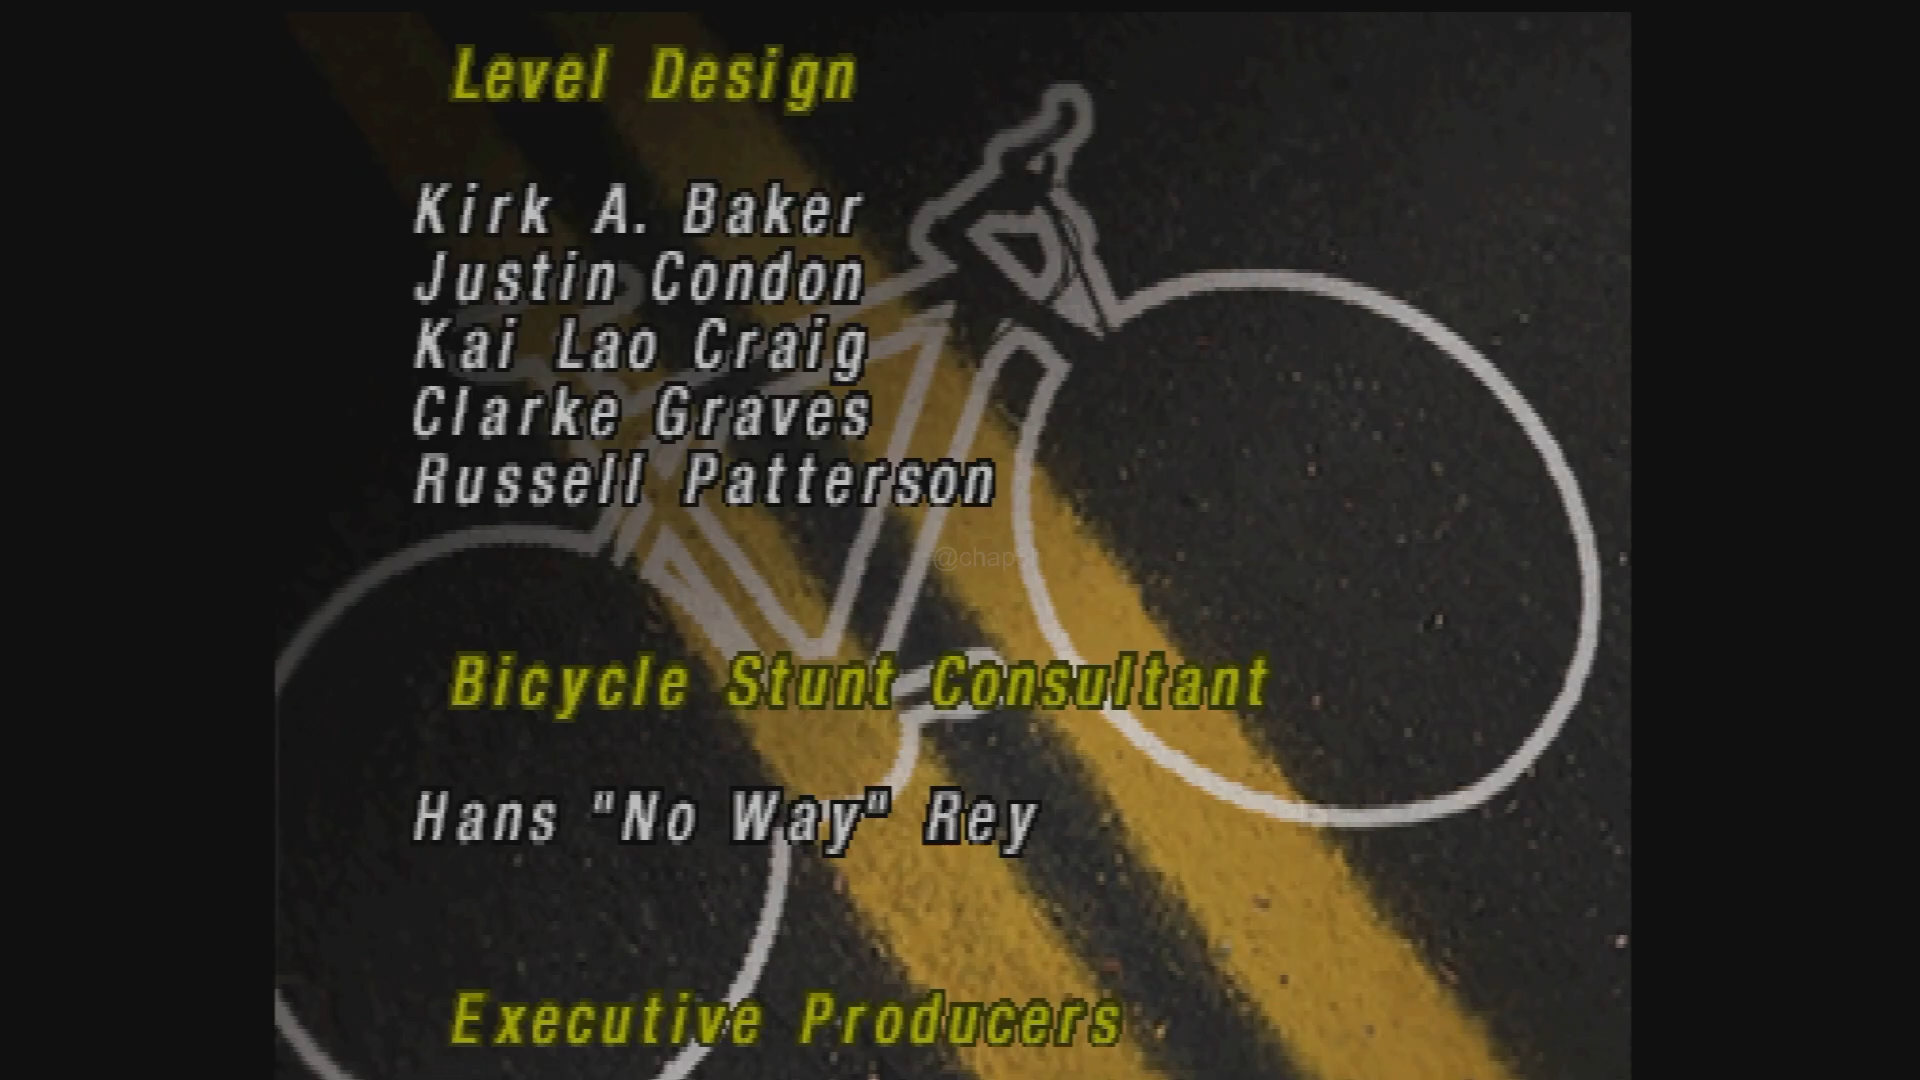 Level Design
Kirk A. Baker
Justin Condon
Kai Lao Craig
Clarke Graves
Russell Patterson
Bicycle Stunt Consultant
Hans "No Way" Rey
Executive Producers